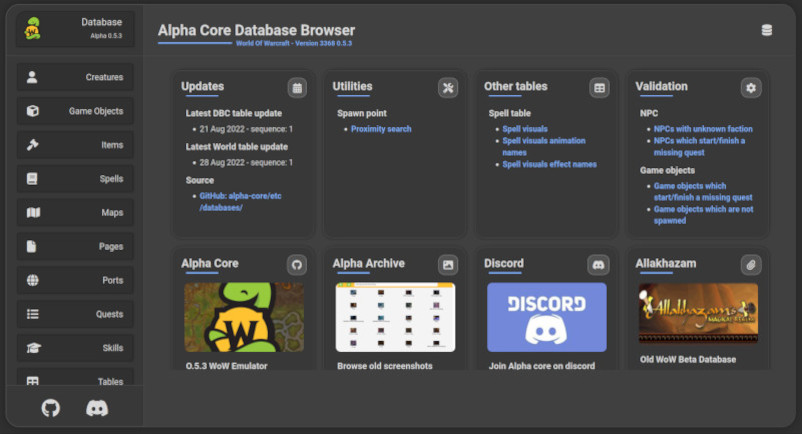 Database
Alpha 0.5.3
Creatures
Game Objects
Items
Spells
Maps
Pages
Ports
Quests
Skills
Tables
Alpha Core Database Browser
World Of Warcraft - Version 3368 0.5.3
Updates
Latest DBC table update
21 Aug 2022 - sequence: 1
Latest World table update
28 Aug 2022 - sequence: 1
Source
GitHub: alpha-core/etc
/databases/
Utilities
Spawn point
Proximity search
Other tables
Spell table
Spell visuals
Spell visuals animation
names
Spell visuals effect names
Validation
NPC
NPCs with unknown faction
NPCs which start/finish a
missing quest
Game objects
Game objects which
start/finish a missing quest
Game objects which are not
spawned
Alpha Core
W
0.5.3 WoW Emulator
Alpha Archive
Browse old screenshots
Discord
DISCORD
Join Alpha core on discord
Allakhazam
Allakhazam's
Old WoW Beta Database